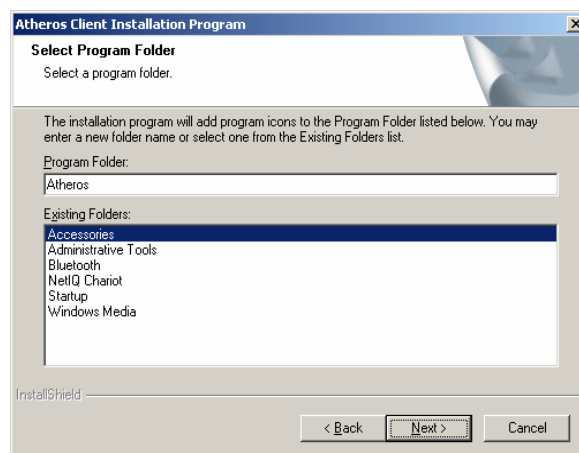 Atheros Client Installation Program
Select Program Folder
Select a program folder.
The installation program will add program icons to the Program Folder listed below. You may
enter a new folder name or select one from the Existing Folders list.
Program Folder:
Atheros
Existing Folders:
Accessories
Administrative Tools
Bluetooth
NetIQ Chariot
Startup
Windows Media
InstallShield
< Back
Next >
Cancel